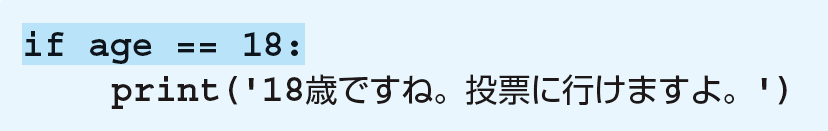 if age == 18:
    print('18歳ですね。投票に行けますよ。')